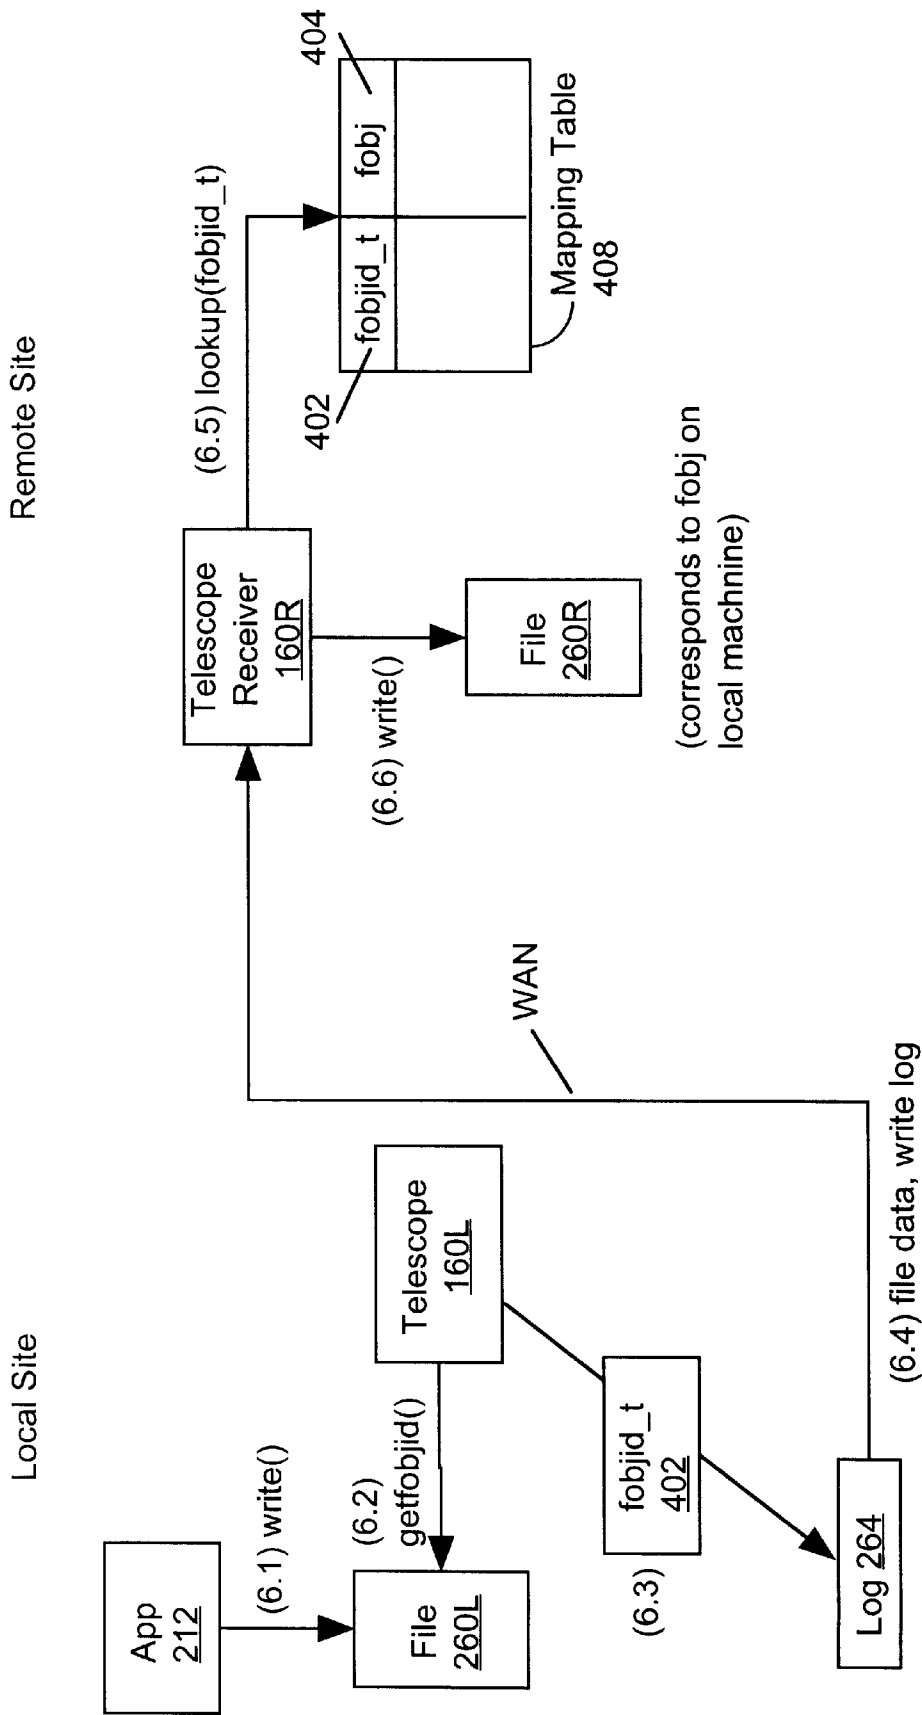 Local Site
Remote Site
App
212
(6.1) write()
File
260L
(6.2)
getfobjid()
Telescope
160L
(6.3)
fobjid_t
402
Log 264
(6.4) file data, write log
WAN
Telescope
Receiver
160R
(6.5) lookup(fobjid_t)
(6.6) write()
File
260R
(corresponds to fobj on
local machnine)
402
404
fobjid_t fobj
Mapping Table
408